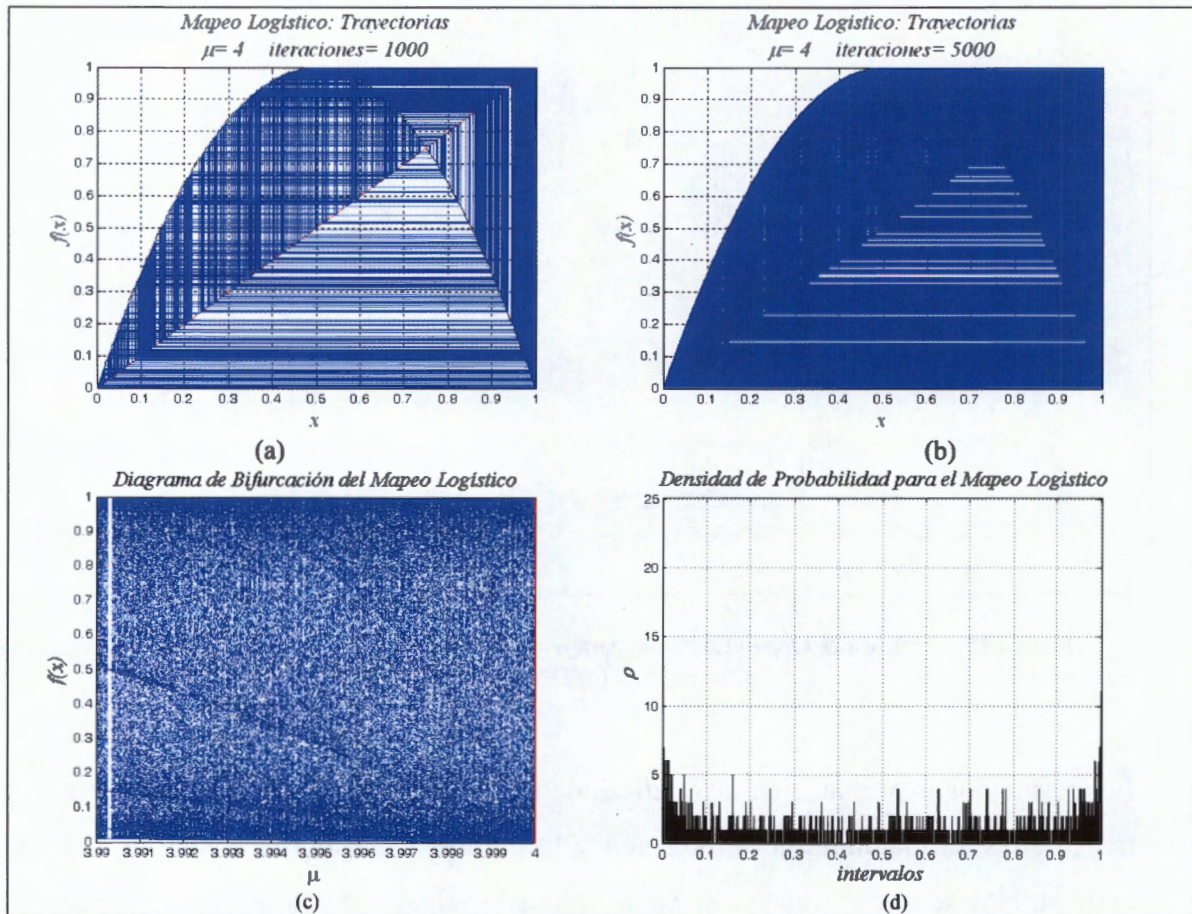 Mapeo Logístico: Trayectorias
μ= 4 iteraciones= 1000
1
0.9
0.8
0.7
0.6
0.5
0.4
0.3
0.2
0.1
0
f(x)
0 0.1 0.2 0.3 0.4 0.5 0.6 0.7 0.8 0.9 1
x
(a)
Mapeo Logístico: Trayectorias
μ= 4 iteraciones= 5000
1
0.9
0.8
0.7
0.6
0.5
0.4
0.3
0.2
0.1
0
f(x)
0 0.1 0.2 0.3 0.4 0.5 0.6 0.7 0.8 0.9 1
x
(b)
Diagrama de Bifurcación del Mapeo Logístico
1
0.9
0.8
0.7
0.6
0.5
0.4
0.3
0.2
0.1
0
f(x)
3.99 3.991 3.992 3.993 3.994 3.995 3.996 3.997 3.998 3.999 4
μ
(c)
Densidad de Probabilidad para el Mapeo Logístico
25
20
15
10
5
0
ρ
0 0.1 0.2 0.3 0.4 0.5 0.6 0.7 0.8 0.9 1
intervalos
(d)